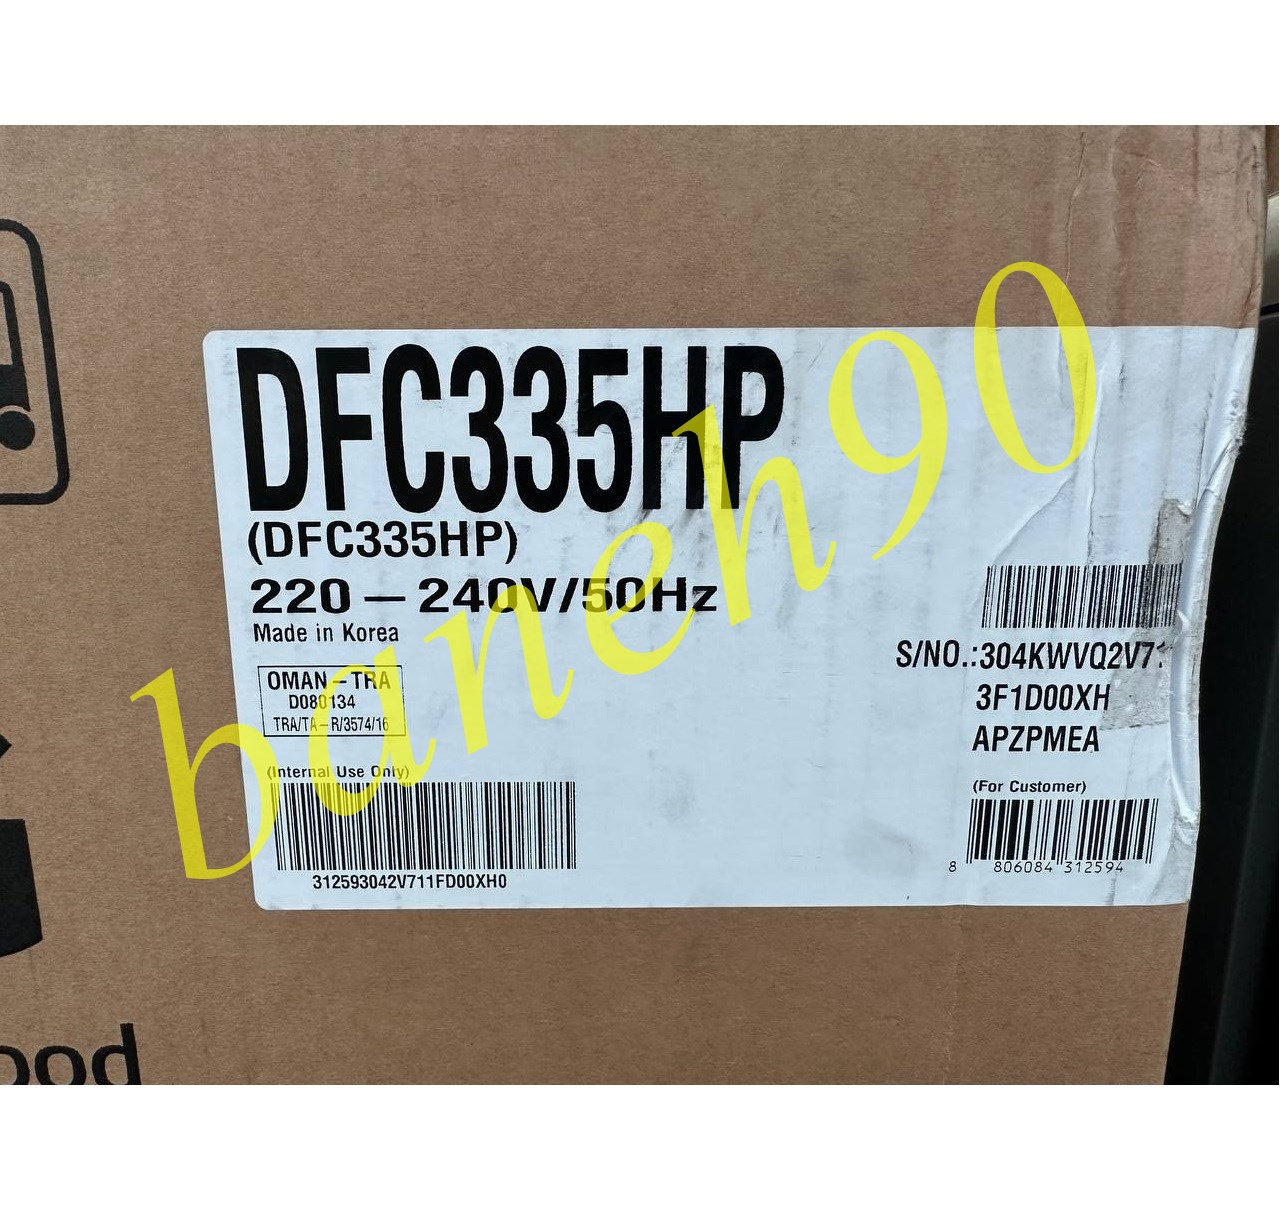 DFC335HP
(DFC335HP)
220 – 240V/50Hz
Made in Korea
OMAN – TRA
D080134
TRA/TA – R/3574/16
(Internal Use Only)
312593042V711FD00XH0
S/NO.:304KWVQ2V71
3F1D00XH
APZPMEA
(For Customer)
8 806084 312594
baneh90
ood